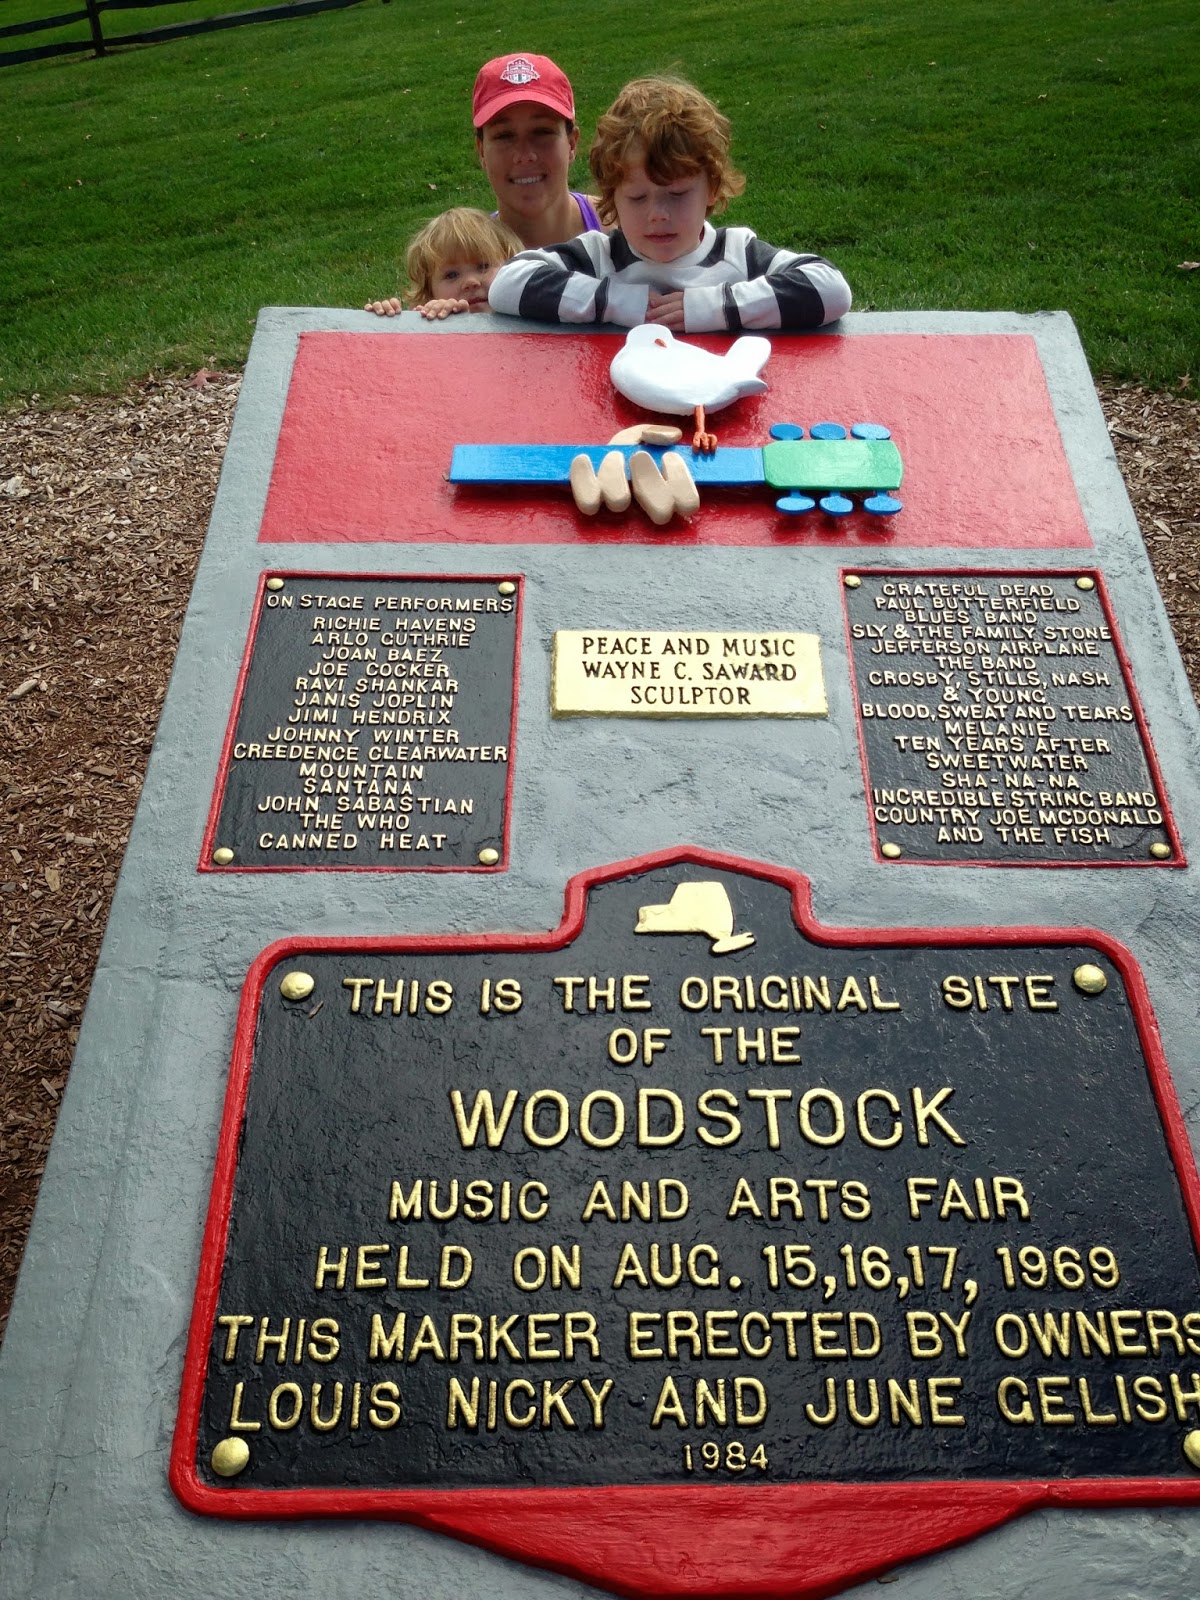 ON STAGE PERFORMERS
RICHIE HAVENS
ARLO GUTHRIE
JOAN BAEZ
JOE COCKER
RAVI SHANKAR
JANIS JOPLIN
JIMI HENDRIX
JOHNNY WINTER
CREEDENCE CLEARWATER
MOUNTAIN
SANTANA
JOHN SABASTIAN
THE WHO
CANNED HEAT
PEACE AND MUSIC
WAYNE C. SAWARD
SCULPTOR
GRATEFUL DEAD
PAUL BUTTERFIELD
BLUES BAND
SLY & THE FAMILY STONE
JEFFERSON AIRPLANE
THE BAND
CROSBY, STILLS, NASH
& YOUNG
BLOOD, SWEAT AND TEARS
MELANIE
TEN YEARS AFTER
SWEETWATER
SHA-NA-NA
INCREDIBLE STRING BAND
COUNTRY JOE MCDONALD
AND THE FISH
THIS IS THE ORIGINAL SITE
OF THE
WOODSTOCK
MUSIC AND ARTS FAIR
HELD ON AUG. 15,16,17, 1969
THIS MARKER ERECTED BY OWNERS
LOUIS NICKY AND JUNE GELISH
1984